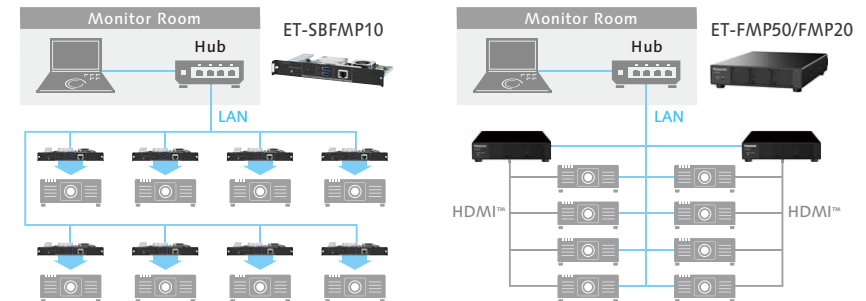 Monitor Room
Hub
ET-SBFMP10
LAN
Monitor Room
Hub
ET-FMP50/FMP20
LAN
HDMI™
HDMI™